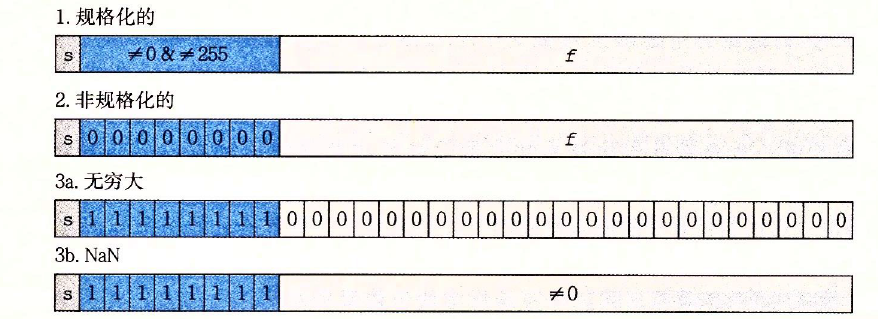 1. 规格化的
s ≠0 & ≠255 f
2. 非规格化的
s 0 0 0 0 0 0 0 0 f
3a. 无穷大
s 1 1 1 1 1 1 1 1 0 0 0 0 0 0 0 0 0 0 0 0 0 0 0 0 0 0 0 0 0 0 0
3b. NaN
s 1 1 1 1 1 1 1 1 ≠0